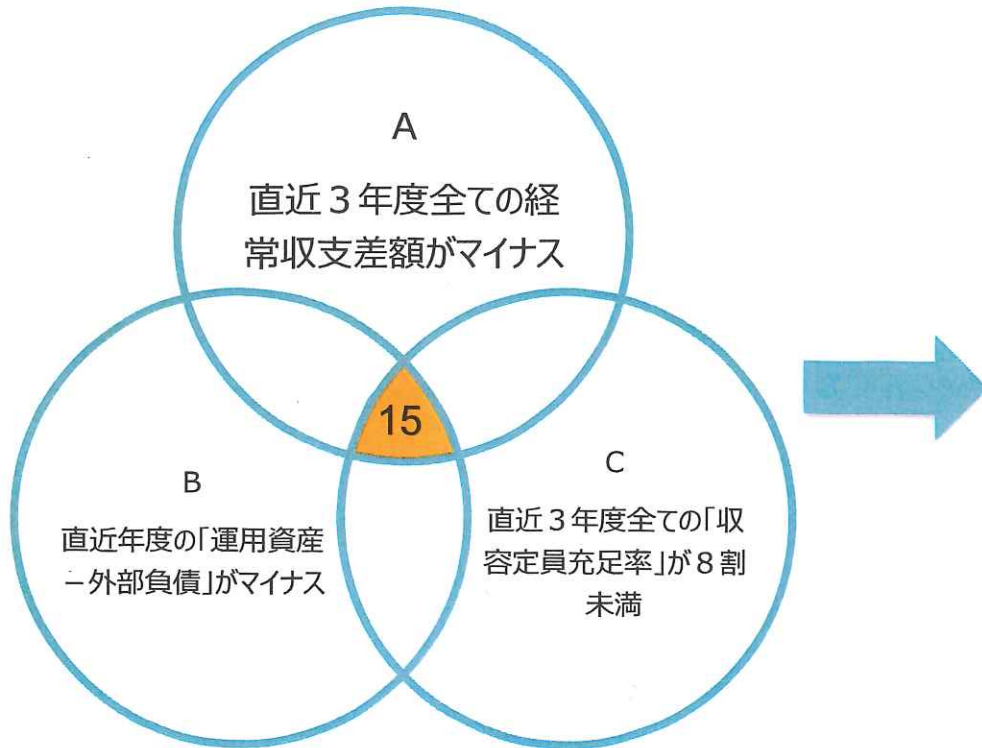 A
直近3年度全ての経
常収支差額がマイナス
15
B
直近年度の「運用資産
－外部負債」がマイナス
C
直近3年度全ての「収
容定員充足率」が8割
未満